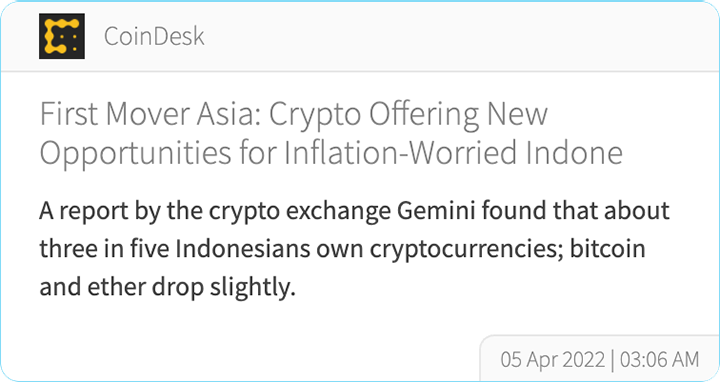 CoinDesk
First Mover Asia: Crypto Offering New
Opportunities for Inflation-Worried Indone
A report by the crypto exchange Gemini found that about
three in five Indonesians own cryptocurrencies; bitcoin
and ether drop slightly.
05 Apr 2022 | 03:06 AM